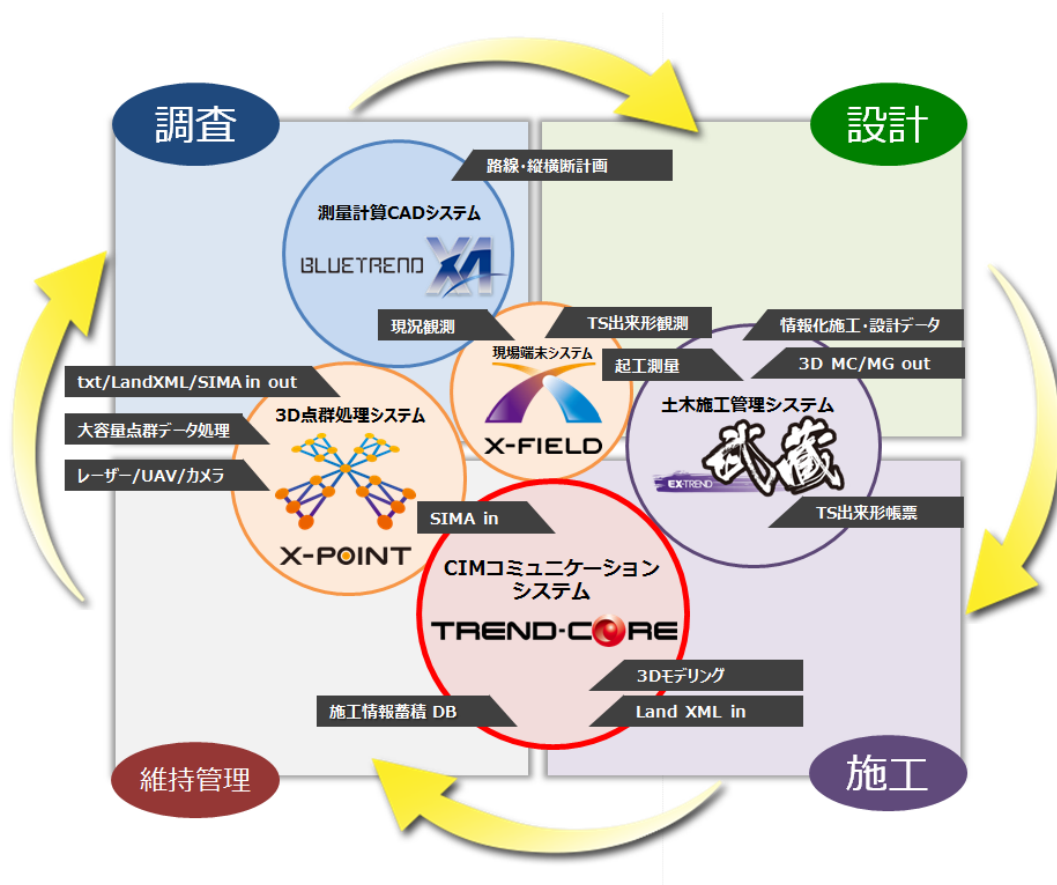 調査
設計
路線・縦横断計画
測量計算CADシステム
BLUETREND XA
現況観測
TS出来形観測
情報化施工・設計データ
現場端末システム
起工測量
3D MC/MG out
X-FIELD
txt/LandXML/SIMA in out
3D点群処理システム
大容量点群データ処理
レーザー/UAV/カメラ
X-POINT
土木施工管理システム
EX-TREND 武蔵
TS出来形帳票
SIMA in
CIMコミュニケーション
システム
TREND-CORE
3Dモデリング
施工情報蓄積 DB
Land XML in
維持管理
施工